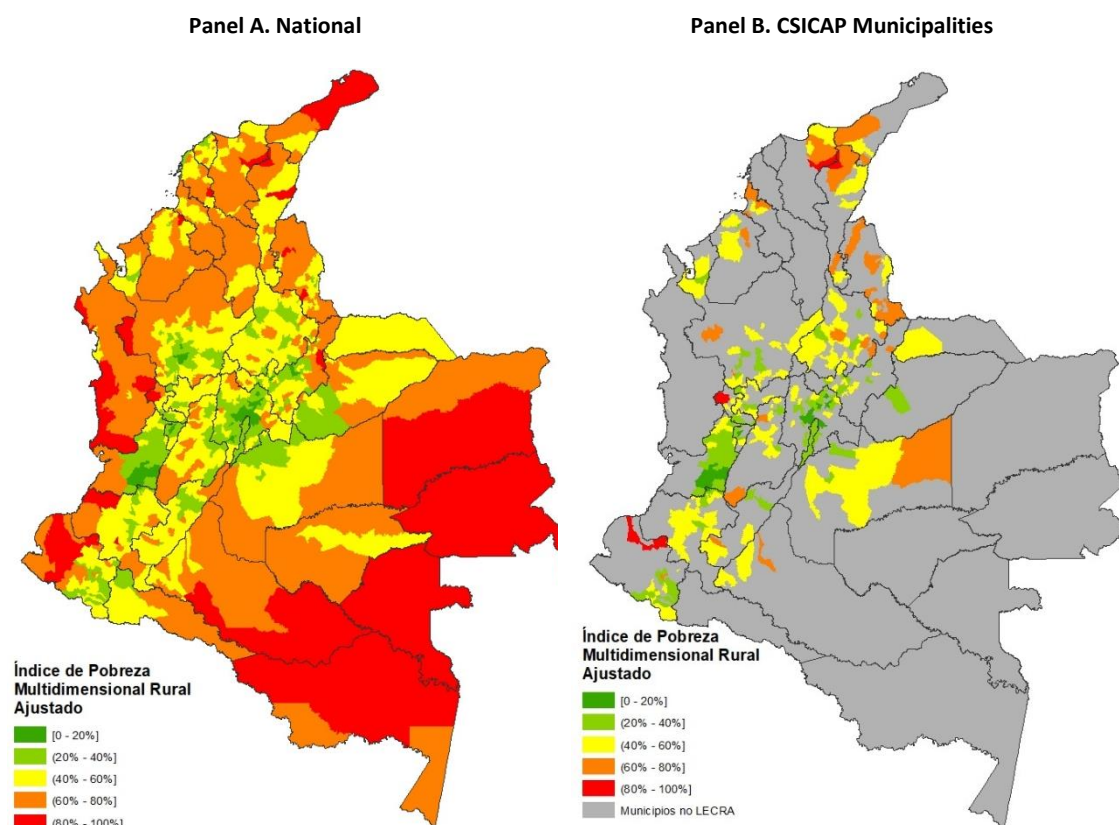 Panel A. National
Panel B. CSICAP Municipalities
Índice de Pobreza
Multidimensional Rural
Ajustado
[0 - 20%]
(20% - 40%]
(40% - 60%]
(60% - 80%]
(80% - 100%]
Índice de Pobreza
Multidimensional Rural
Ajustado
[0 - 20%]
(20% - 40%]
(40% - 60%]
(60% - 80%]
(80% - 100%]
Municipios no LECRA